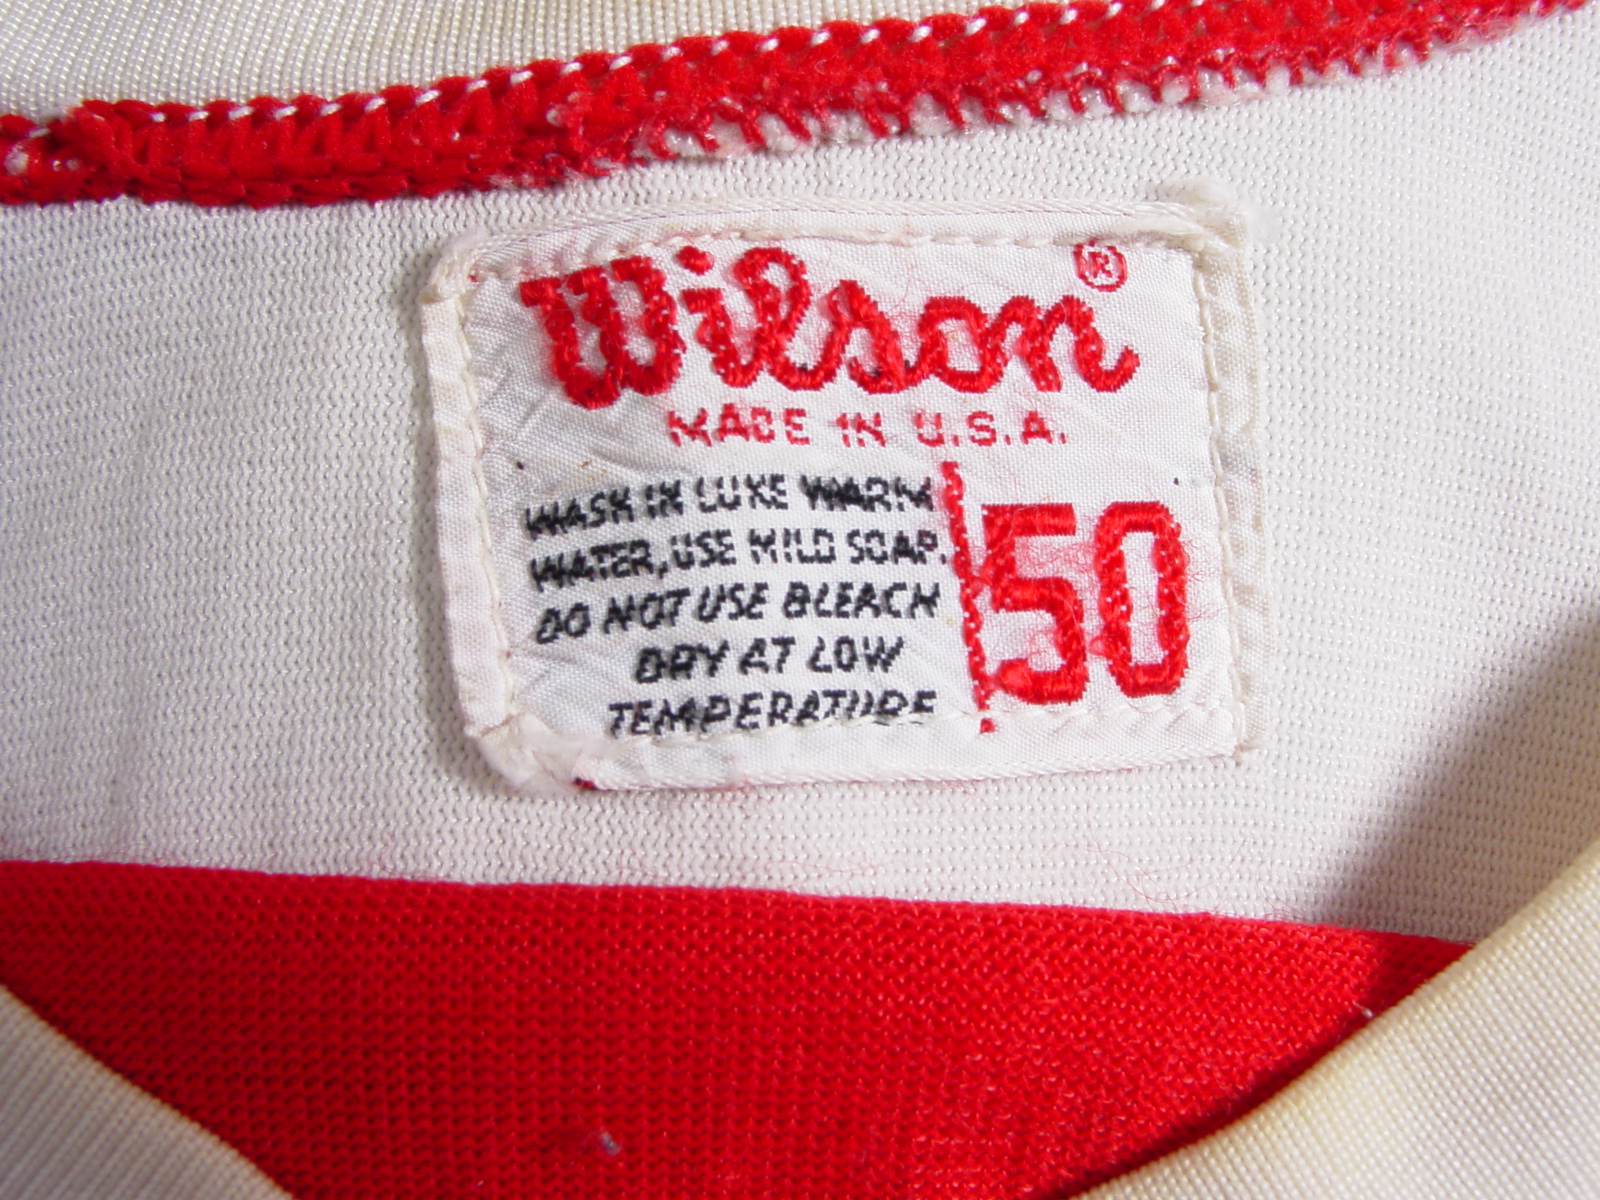 Wilson®
MADE IN U.S.A.
WASH IN LUKE WARM
WATER, USE MILD SOAP.
DO NOT USE BLEACH
DRY AT LOW
TEMPERATURE
50